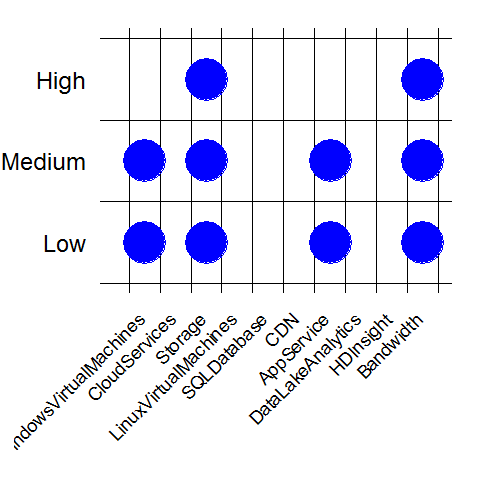 High
Medium
Low
ndowsVirtualMachines
CloudServices
Storage
LinuxVirtualMachines
SQLDatabase
CDN
AppService
DataLakeAnalytics
HDInsight
Bandwidth